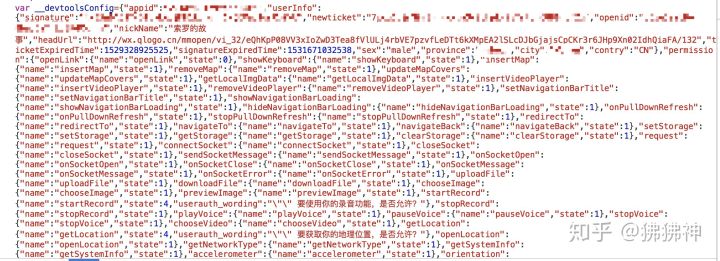 var __devtoolsConfig={"appid":" ","userInfo":
{"signature":" ","newticket":"7 ","openid":"
","nickName":"索罗的故
事","headUrl":"http://wx.qlogo.cn/mmopen/vi_32/eQhKpP08VV3xIoZwD3Tea8fVlULj4rbVE7pzvfLeDTt6kXMpEA2lSLcDJbGjajsCpCKr3r6JHp9Xn02IdhQiaFA/132","t
icketExpiredTime":1529328925525,"signatureExpiredTime":1531671032538,"sex":"male","province":" ","city" ","contry":"CN"},"permissio
n":{"openLink":{"name":"openLink","state":0},"showKeyboard":{"name":"showKeyboard","state":1},"insertMap":
{"name":"insertMap","state":1},"removeMap":{"name":"removeMap","state":1},"updateMapCovers":
{"name":"updateMapCovers","state":1},"getLocalImgData":{"name":"getLocalImgData","state":1},"insertVideoPlayer":
{"name":"insertVideoPlayer","state":1},"removeVideoPlayer":{"name":"removeVideoPlayer","state":1},"setNavigationBarTitle":
{"name":"setNavigationBarTitle","state":1},"showNavigationBarLoading":
{"name":"showNavigationBarLoading","state":1},"hideNavigationBarLoading":{"name":"hideNavigationBarLoading","state":1},"onPullDownRefresh":
{"name":"onPullDownRefresh","state":1},"stopPullDownRefresh":{"name":"stopPullDownRefresh","state":1},"redirectTo":
{"name":"redirectTo","state":1},"navigateTo":{"name":"navigateTo","state":1},"navigateBack":{"name":"navigateBack","state":1},"setStorage":
{"name":"setStorage","state":1},"getStorage":{"name":"getStorage","state":1},"clearStorage":{"name":"clearStorage","state":1},"request":
{"name":"request","state":1},"connectSocket":{"name":"connectSocket","state":1},"closeSocket":
{"name":"closeSocket","state":1},"sendSocketMessage":{"name":"sendSocketMessage","state":1},"onSocketOpen":
{"name":"onSocketOpen","state":1},"onSocketClose":{"name":"onSocketClose","state":1},"onSocketMessage":
{"name":"onSocketMessage","state":1},"onSocketError":{"name":"onSocketError","state":1},"uploadFile":
{"name":"uploadFile","state":1},"downloadFile":{"name":"downloadFile","state":1},"chooseImage":
{"name":"chooseImage","state":1},"previewImage":{"name":"previewImage","state":1},"startRecord":
{"name":"startRecord","state":4,"userauth_wording":"\"\" 要使用你的录音功能，是否允许？"},"stopRecord":
{"name":"stopRecord","state":1},"playVoice":{"name":"playVoice","state":1},"pauseVoice":{"name":"pauseVoice","state":1},"stopVoice":
{"name":"stopVoice","state":1},"chooseVideo":{"name":"chooseVideo","state":1},"getLocation":
{"name":"getLocation","state":4,"userauth_wording":"\"\" 要获取你的地理位置，是否允许？"},"openLocation":
{"name":"openLocation","state":1},"getNetworkType":{"name":"getNetworkType","state":1},"getSystemInfo":
{"name":"getSystemInfo","state":1},"accelerometer":{"name":"accelerometer","state":1},"orientation":
知乎 @狒狒神